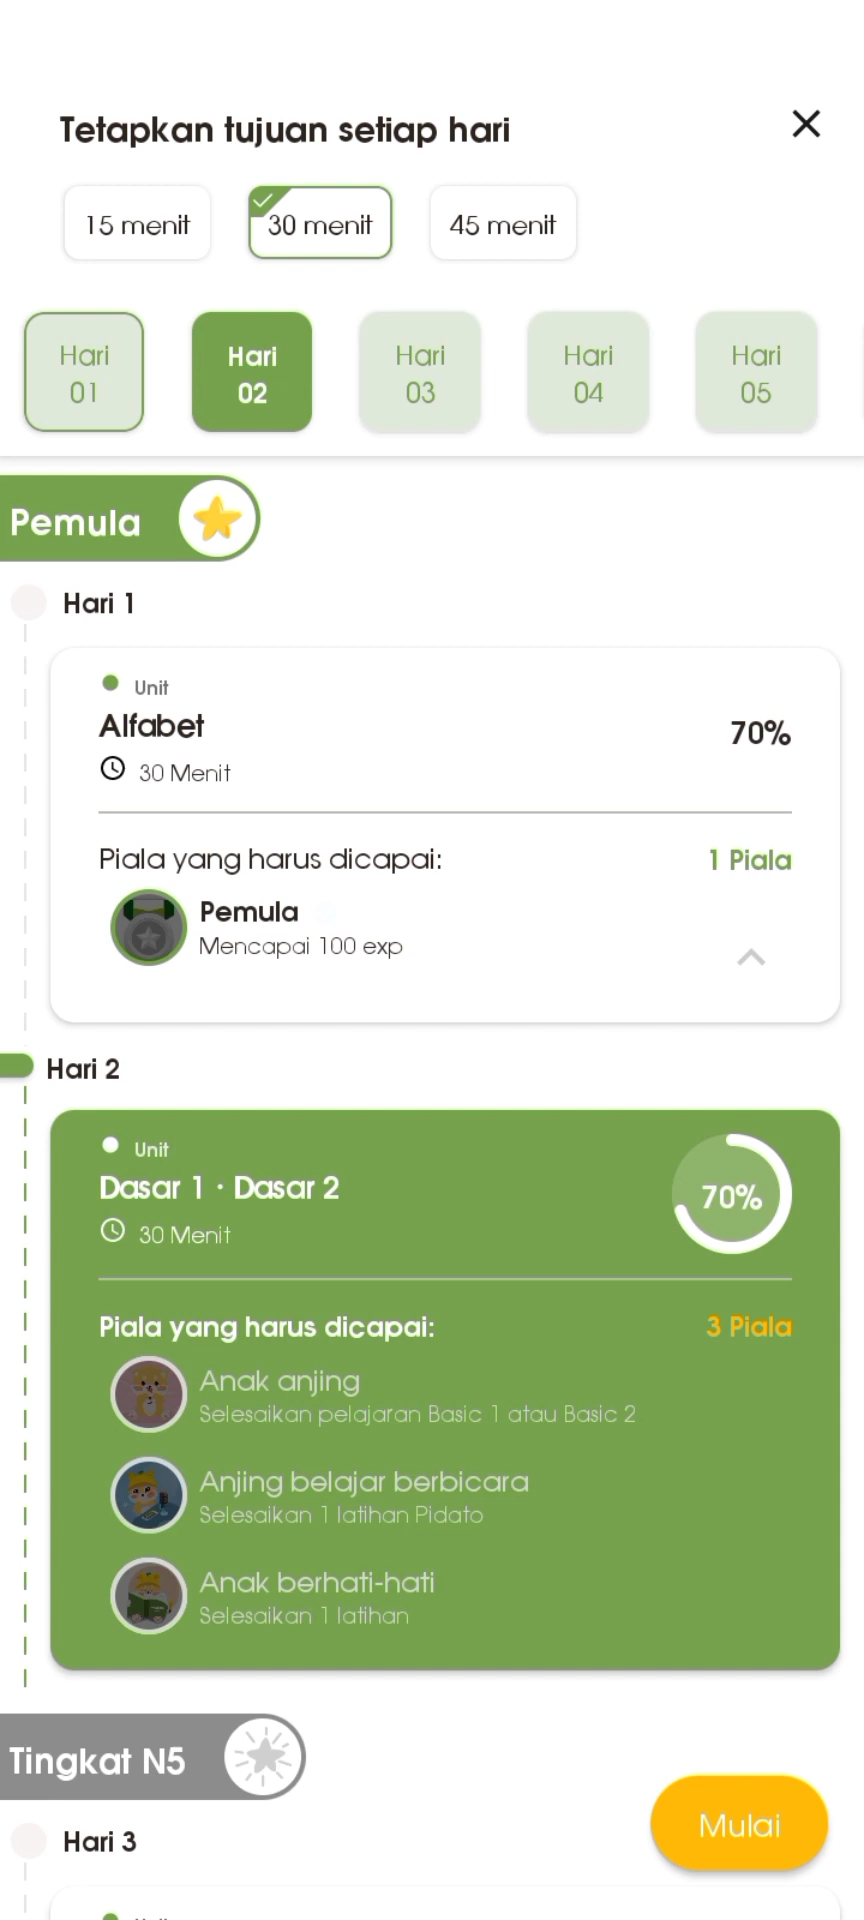 Tetapkan tujuan setiap hari
15 menit
30 menit
45 menit
Hari
01
Hari
02
Hari
03
Hari
04
Hari
05
Pemula
Hari 1
Unit
Alfabet
70%
30 Menit
Piala yang harus dicapai:
1 Piala
Pemula
Mencapai 100 exp
Hari 2
Unit
Dasar 1 · Dasar 2
70%
30 Menit
Piala yang harus dicapai:
3 Piala
Anak anjing
Selesaikan pelajaran Basic 1 atau Basic 2
Anjing belajar berbicara
Selesaikan 1 latihan Pidato
Anak berhati-hati
Selesaikan 1 latihan
Tingkat N5
Mulai
Hari 3